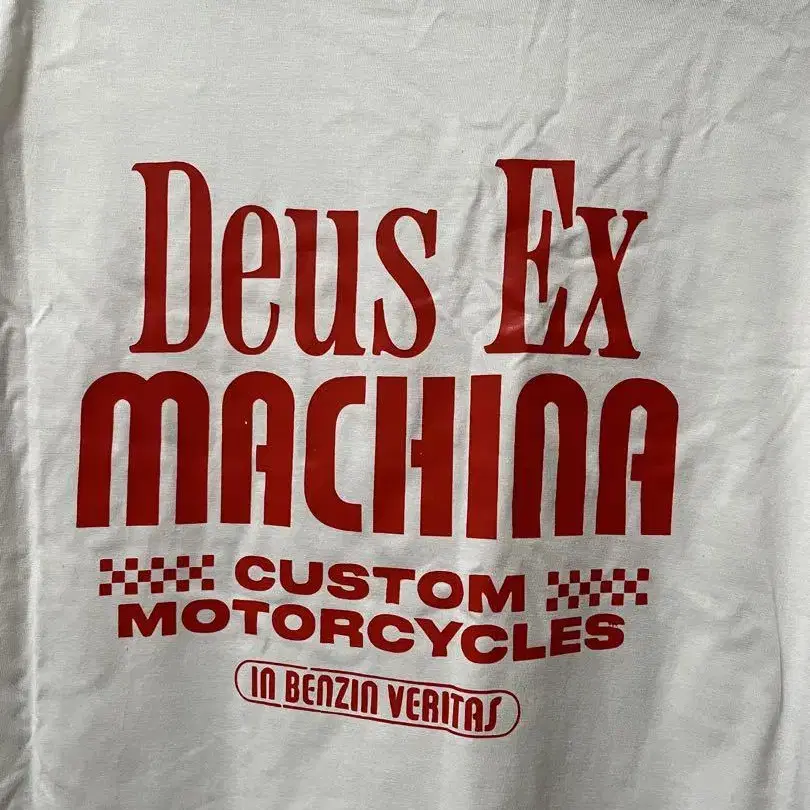 Deus Ex
MACHINA
CUSTOM
MOTORCYCLES
IN BENZIN VERITAS